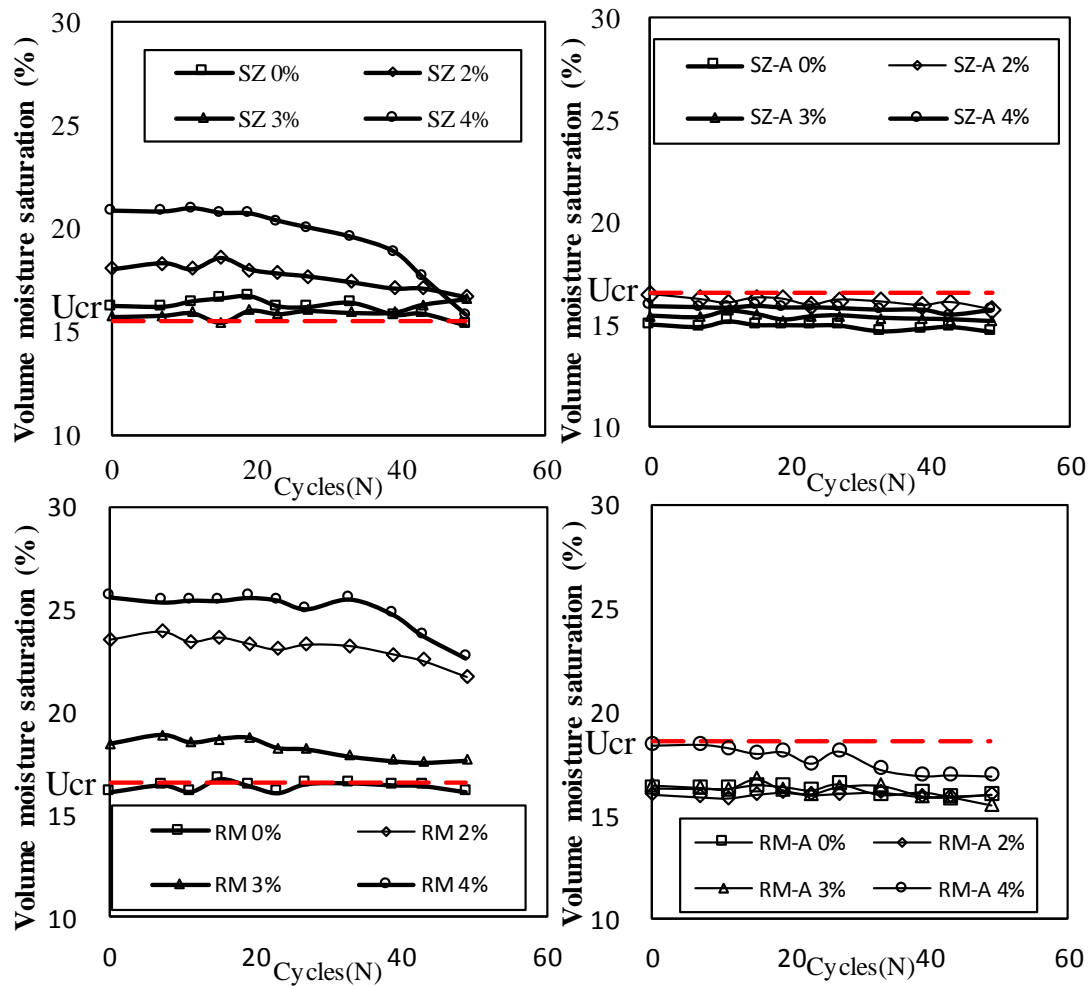 Volume moisture saturation (%)
30
25
20
15
10
Ucr
SZ 0% SZ 2%
SZ 3% SZ 4%
0 20 40 60
Cycles(N)
Volume moisture saturation (%)
30
25
20
15
10
Ucr
SZ-A 0% SZ-A 2%
SZ-A 3% SZ-A 4%
0 20 40 60
Cycles(N)
Volume moisture saturation (%)
30
25
20
15
10
Ucr
RM 0% RM 2%
RM 3% RM 4%
0 20 40 60
Cycles(N)
Volume moisture saturation (%)
30
25
20
15
10
Ucr
RM-A 0% RM-A 2%
RM-A 3% RM-A 4%
0 20 40 60
Cycles(N)